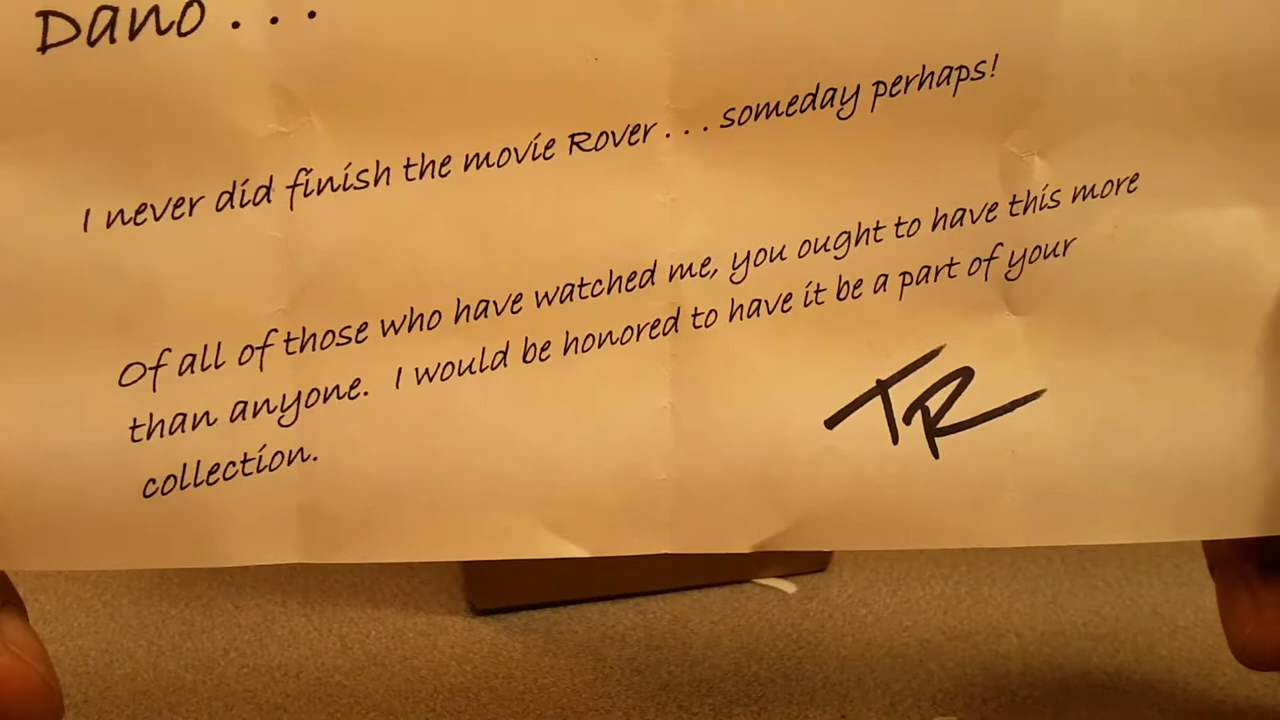 Dano . . .
I never did finish the movie Rover . . . someday perhaps!
Of all of those who have watched me, you ought to have this more
than anyone. I would be honored to have it be a part of your
collection.
TR